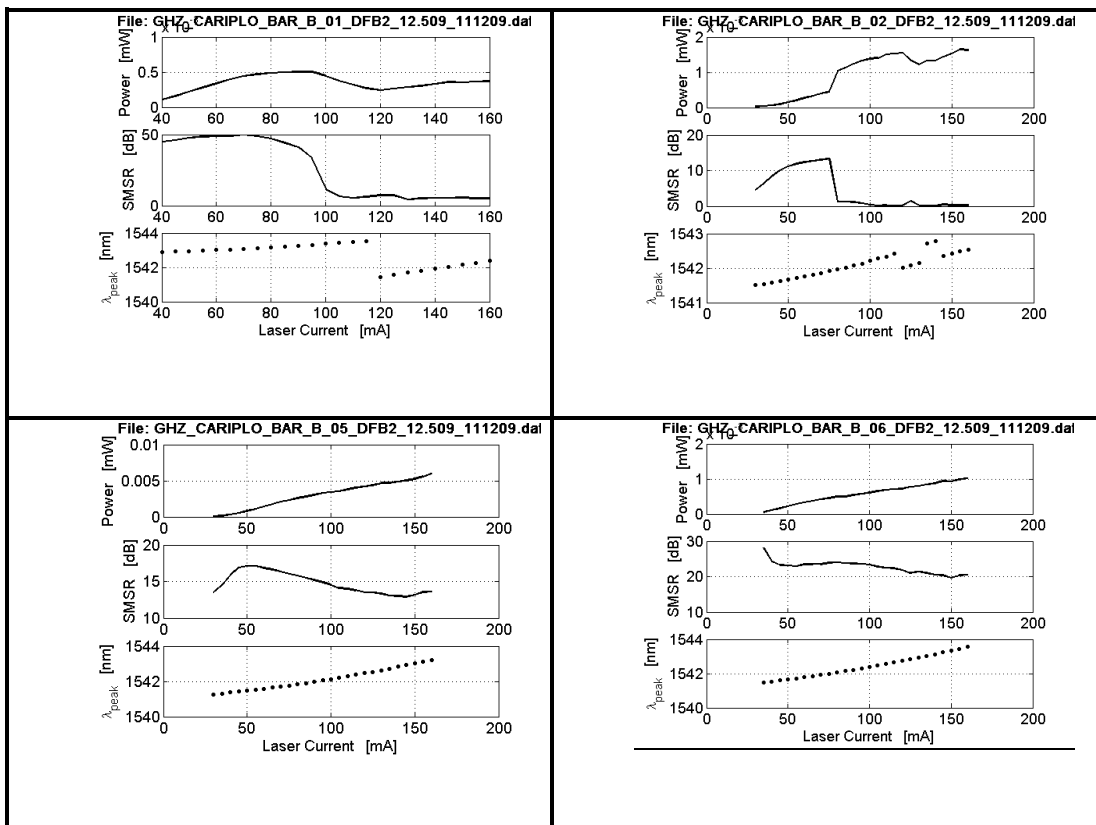 File: GHZ_CARIPLO_BAR_B_01_DFB2_12.509_111209.dat
Power [mW]
1
0.5
0
40 60 80 100 120 140 160
SMSR [dB]
50
0
40 60 80 100 120 140 160
λpeak [nm]
1544
1542
1540
40 60 80 100 120 140 160
Laser Current [mA]
File: GHZ_CARIPLO_BAR_B_02_DFB2_12.509_111209.dat
Power [mW]
2
1
0
0 50 100 150 200
SMSR [dB]
20
10
0
0 50 100 150 200
λpeak [nm]
1543
1542
1541
0 50 100 150 200
Laser Current [mA]
File: GHZ_CARIPLO_BAR_B_05_DFB2_12.509_111209.dat
Power [mW]
0.01
0.005
0
0 50 100 150 200
SMSR [dB]
20
15
10
0 50 100 150 200
λpeak [nm]
1544
1542
1540
0 50 100 150 200
Laser Current [mA]
File: GHZ_CARIPLO_BAR_B_06_DFB2_12.509_111209.dat
Power [mW]
2
1
0
0 50 100 150 200
SMSR [dB]
30
20
10
0 50 100 150 200
λpeak [nm]
1544
1542
1540
0 50 100 150 200
Laser Current [mA]